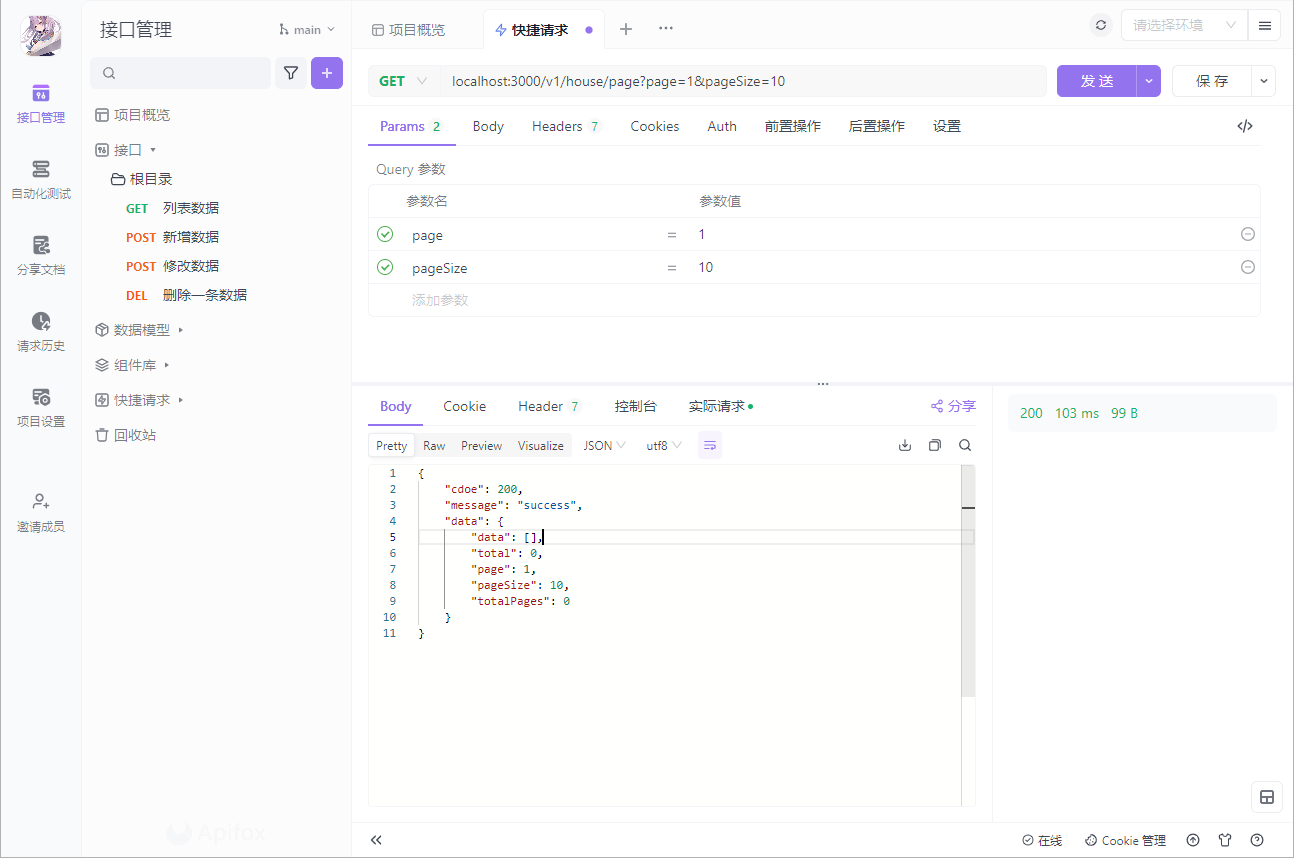 接口管理
自动化测试
分享文档
请求历史
项目设置
邀请成员
接口管理
main
项目概览
接口
根目录
GET 列表数据
POST 新增数据
POST 修改数据
DEL 删除一条数据
数据模型
组件库
快捷请求
回收站
Apifox
项目概览
快捷请求
请选择环境
GET localhost:3000/v1/house/page?page=1&pageSize=10
发 送
保 存
Params 2 Body Headers 7 Cookies Auth 前置操作 后置操作 设置
Query 参数
参数名 参数值
page = 1
pageSize = 10
添加参数
Body Cookie Header 7 控制台 实际请求 分享
Pretty Raw Preview Visualize JSON utf8
200 103 ms 99 B
1 {
2 "cdoe": 200,
3 "message": "success",
4 "data": {
5 "data": [],
6 "total": 0,
7 "page": 1,
8 "pageSize": 10,
9 "totalPages": 0
10 }
11 }
在线 Cookie 管理